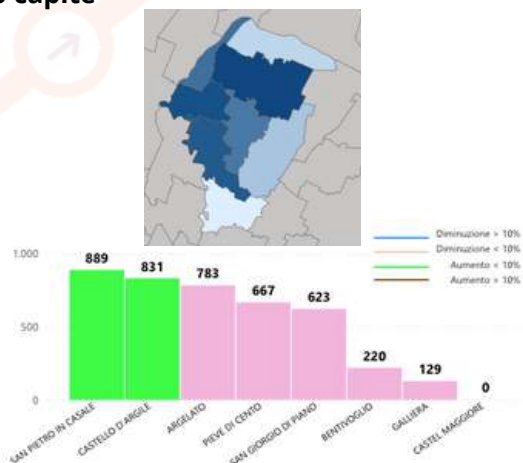 capite
Diminuzione > 10%
Diminuzione < 10%
Aumento < 10%
Aumento > 10%
1.000
500
0
889
831
783
667
623
220
129
0
SAN PIETRO IN CASALE
CASTELLO D'ARGILE
ARGELATO
PIEVE DI CENTO
SAN GIORGIO DI PIANO
BENTIVOGLIO
GALLIERA
CASTEL MAGGIORE